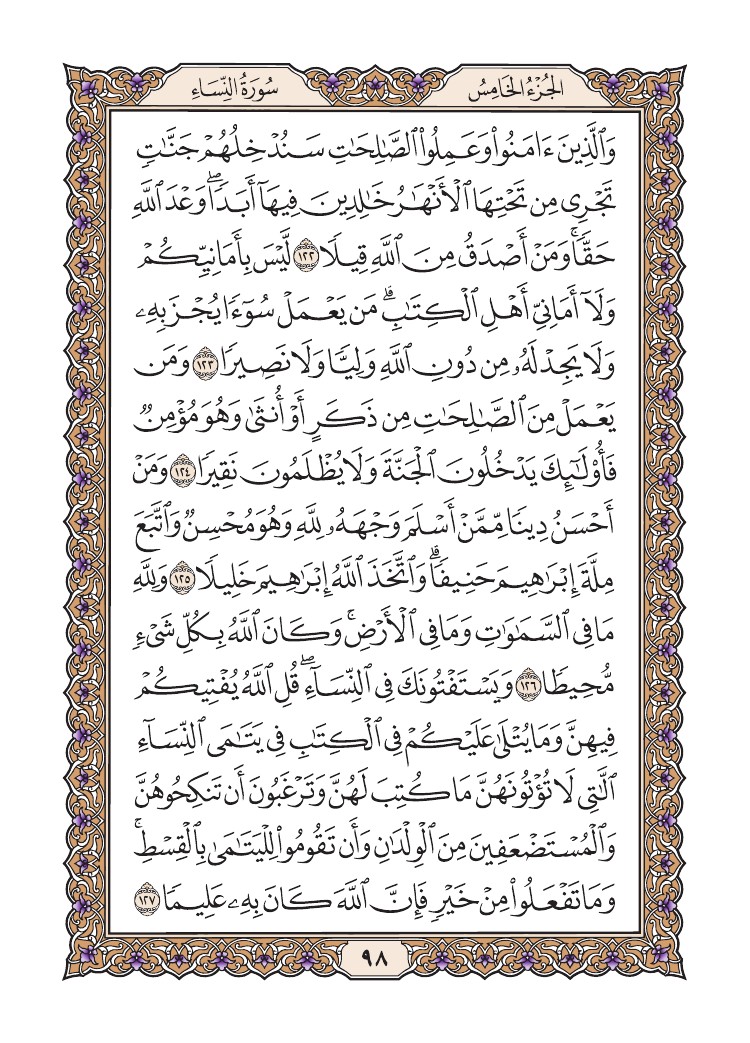 الجُزْءُ الخَامِسُ
سُورَةُ النِّسَاءِ
وَٱلَّذِينَ ءَامَنُوا۟ وَعَمِلُوا۟ ٱلصَّـٰلِحَـٰتِ سَنُدْخِلُهُمْ جَنَّـٰتٍ
تَجْرِى مِن تَحْتِهَا ٱلْأَنْهَـٰرُ خَـٰلِدِينَ فِيهَآ أَبَدًا ۖ وَعْدَ ٱللَّهِ
حَقًّا ۚ وَمَنْ أَصْدَقُ مِنَ ٱللَّهِ قِيلًا ١٢٢ لَّيْسَ بِأَمَانِيِّكُمْ
وَلَآ أَمَانِىِّ أَهْلِ ٱلْكِتَـٰبِ ۗ مَن يَعْمَلْ سُوٓءًا يُجْزَ بِهِۦ
وَلَا يَجِدْ لَهُۥ مِن دُونِ ٱللَّهِ وَلِيًّا وَلَا نَصِيرًا ١٢٣ وَمَن
يَعْمَلْ مِنَ ٱلصَّـٰلِحَـٰتِ مِن ذَكَرٍ أَوْ أُنثَىٰ وَهُوَ مُؤْمِنٌ
فَأُو۟لَـٰٓئِكَ يَدْخُلُونَ ٱلْجَنَّةَ وَلَا يُظْلَمُونَ نَقِيرًا ١٢٤ وَمَنْ
أَحْسَنُ دِينًا مِّمَّنْ أَسْلَمَ وَجْهَهُۥ لِلَّهِ وَهُوَ مُحْسِنٌ وَٱتَّبَعَ
مِلَّةَ إِبْرَٰهِيمَ حَنِيفًا ۗ وَٱتَّخَذَ ٱللَّهُ إِبْرَٰهِيمَ خَلِيلًا ١٢٥ وَلِلَّهِ
مَا فِى ٱلسَّمَـٰوَٰتِ وَمَا فِى ٱلْأَرْضِ ۚ وَكَانَ ٱللَّهُ بِكُلِّ شَىْءٍ
مُّحِيطًا ١٢٦ وَيَسْتَفْتُونَكَ فِى ٱلنِّسَآءِ ۖ قُلِ ٱللَّهُ يُفْتِيكُمْ
فِيهِنَّ وَمَا يُتْلَىٰ عَلَيْكُمْ فِى ٱلْكِتَـٰبِ فِى يَتَـٰمَى ٱلنِّسَآءِ
ٱلَّـٰتِى لَا تُؤْتُونَهُنَّ مَا كُتِبَ لَهُنَّ وَتَرْغَبُونَ أَن تَنكِحُوهُنَّ
وَٱلْمُسْتَضْعَفِينَ مِنَ ٱلْوِلْدَٰنِ وَأَن تَقُومُوا۟ لِلْيَتَـٰمَىٰ بِٱلْقِسْطِ ۚ
وَمَا تَفْعَلُوا۟ مِنْ خَيْرٍ فَإِنَّ ٱللَّهَ كَانَ بِهِۦ عَلِيمًا ١٢٧
٩٨